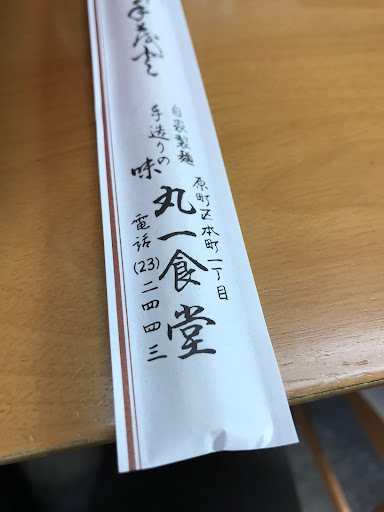 自家製麺
手造りの味
原町区本町一丁目
丸一食堂
電話(23)二四四三